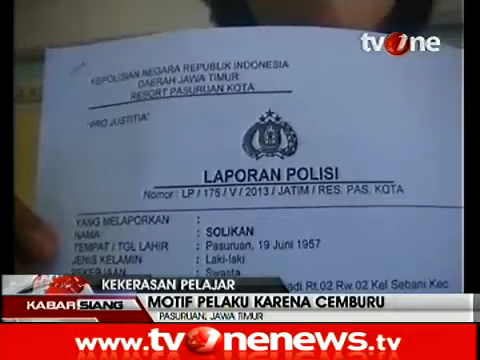 tvOne
KEPOLISIAN NEGARA REPUBLIK INDONESIA
DAERAH JAWA TIMUR
RESORT PASURUAN KOTA
"PRO JUSTITIA"
LAPORAN POLISI
Nomor : LP / 175 / V / 2013 / JATIM / RES. PAS. KOTA
YANG MELAPORKAN :
NAMA : SOLIKAN
TEMPAT / TGL LAHIR : Pasuruan, 19 Juni 1957
JENIS KELAMIN : Laki-laki
PEKERJAAN : Swasta
Rt.02 Rw.02 Kel Sebani Kec
KEKERASAN PELAJAR
KABAR SIANG
MOTIF PELAKU KARENA CEMBURU
PASURUAN, JAWA TIMUR
www.tvOnenews.tv